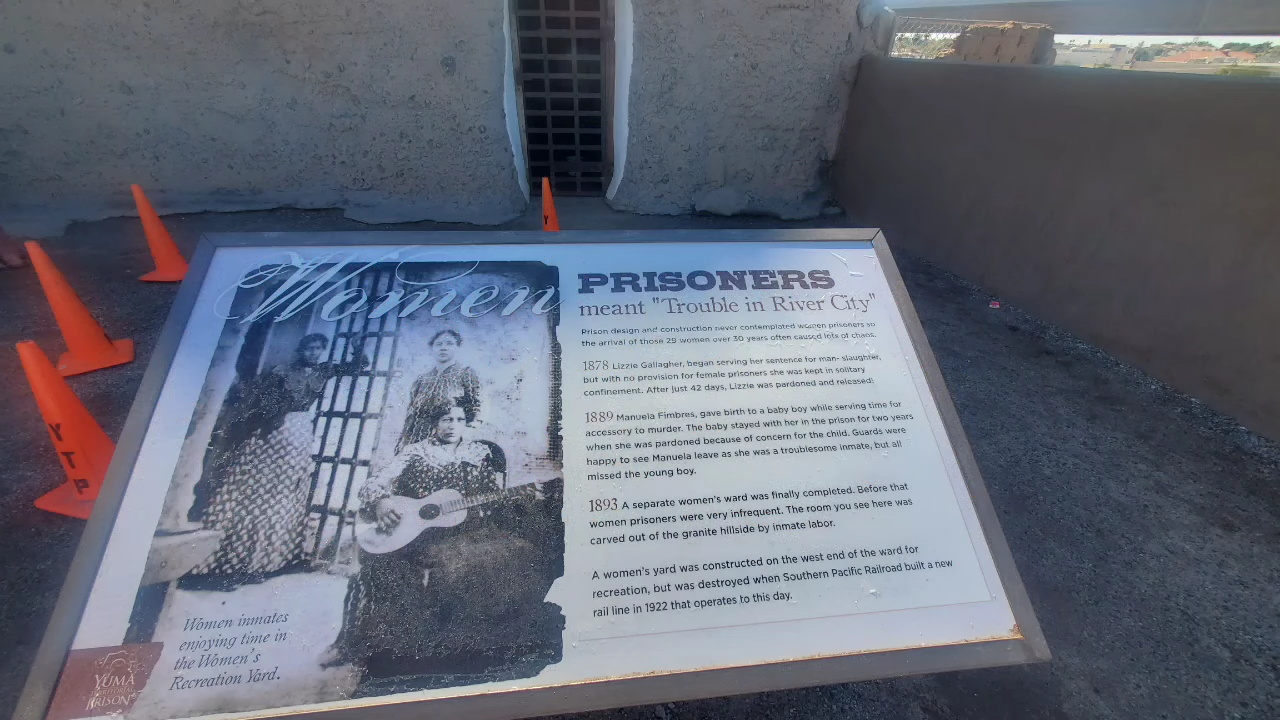 Women
PRISONERS
meant "Trouble in River City"
Prison design and construction never contemplated women prisoners so
the arrival of those 29 women over 30 years often caused lots of chaos.
1878 Lizzie Gallagher, began serving her sentence for man- slaughter,
but with no provision for female prisoners she was kept in solitary
confinement. After just 42 days, Lizzie was pardoned and released!
1889 Manuela Fimbres, gave birth to a baby boy while serving time for
accessory to murder. The baby stayed with her in the prison for two years
when she was pardoned because of concern for the child. Guards were
happy to see Manuela leave as she was a troublesome inmate, but all
missed the young boy.
1893 A separate women's ward was finally completed. Before that
women prisoners were very infrequent. The room you see here was
carved out of the granite hillside by inmate labor.
A women's yard was constructed on the west end of the ward for
recreation, but was destroyed when Southern Pacific Railroad built a new
rail line in 1922 that operates to this day.
Women inmates
enjoying time in
the Women's
Recreation Yard.
YUMA
PRISON
YTP
Y